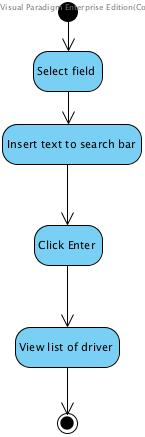 Visual Paradigm Enterprise Edition(Co
Select field
Insert text to search bar
Click Enter
View list of driver